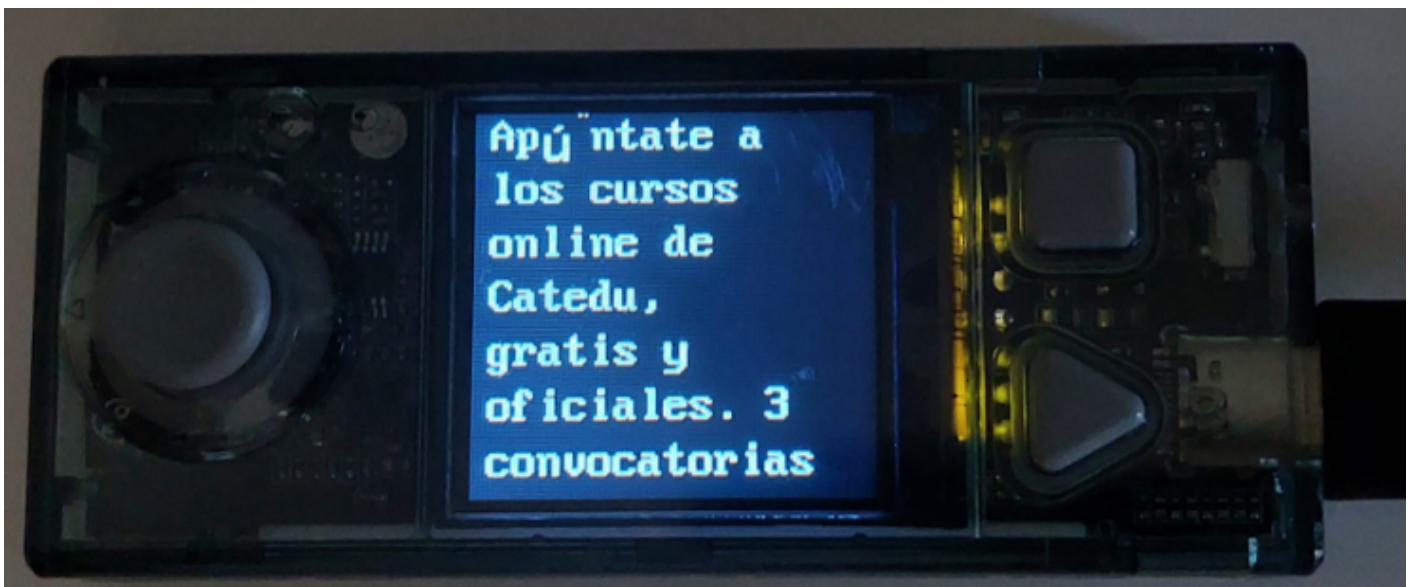 Apú¨ntate a
los cursos
online de
Catedu,
gratis y
oficiales. 3
convocatorias